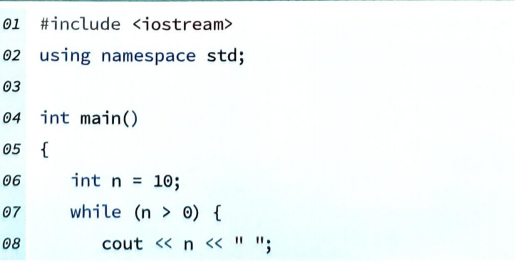 01 #include <iostream>
02 using namespace std;
03
04 int main()
05 {
06 int n = 10;
07 while (n > 0) {
08 cout << n << " ";